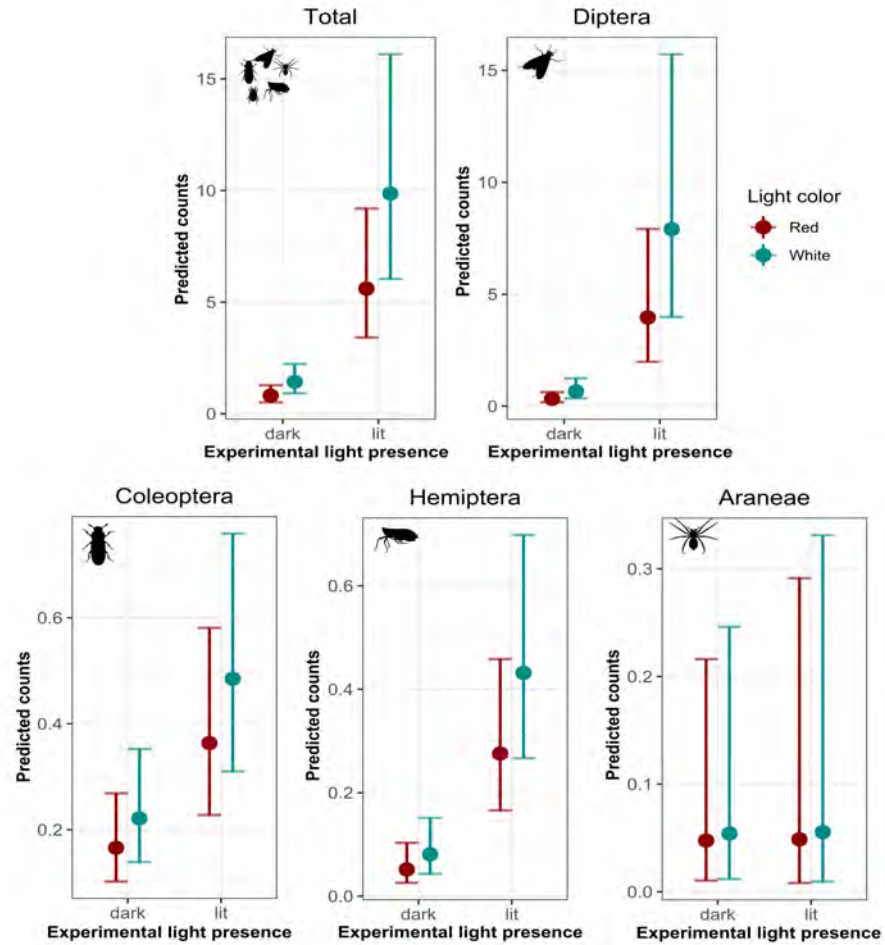 Total
Diptera
15
10
5
0
Predicted counts
dark
lit
Experimental light presence
15
10
5
0
Predicted counts
dark
lit
Experimental light presence
Light color
Red
White
Coleoptera
Hemiptera
Araneae
0.6
0.4
0.2
Predicted counts
dark
lit
Experimental light presence
0.6
0.4
0.2
0.0
Predicted counts
dark
lit
Experimental light presence
0.3
0.2
0.1
0.0
Predicted counts
dark
lit
Experimental light presence